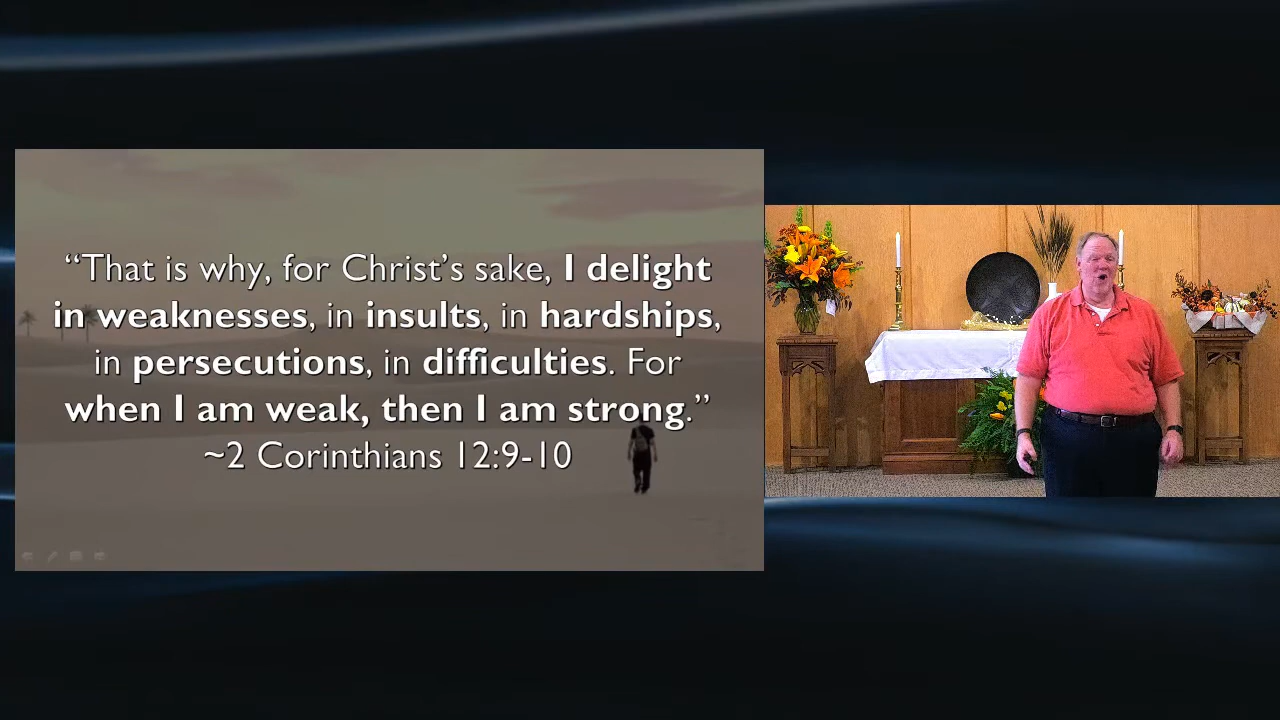 “That is why, for Christ’s sake, I delight
in weaknesses, in insults, in hardships,
in persecutions, in difficulties. For
when I am weak, then I am strong.”
~2 Corinthians 12:9-10